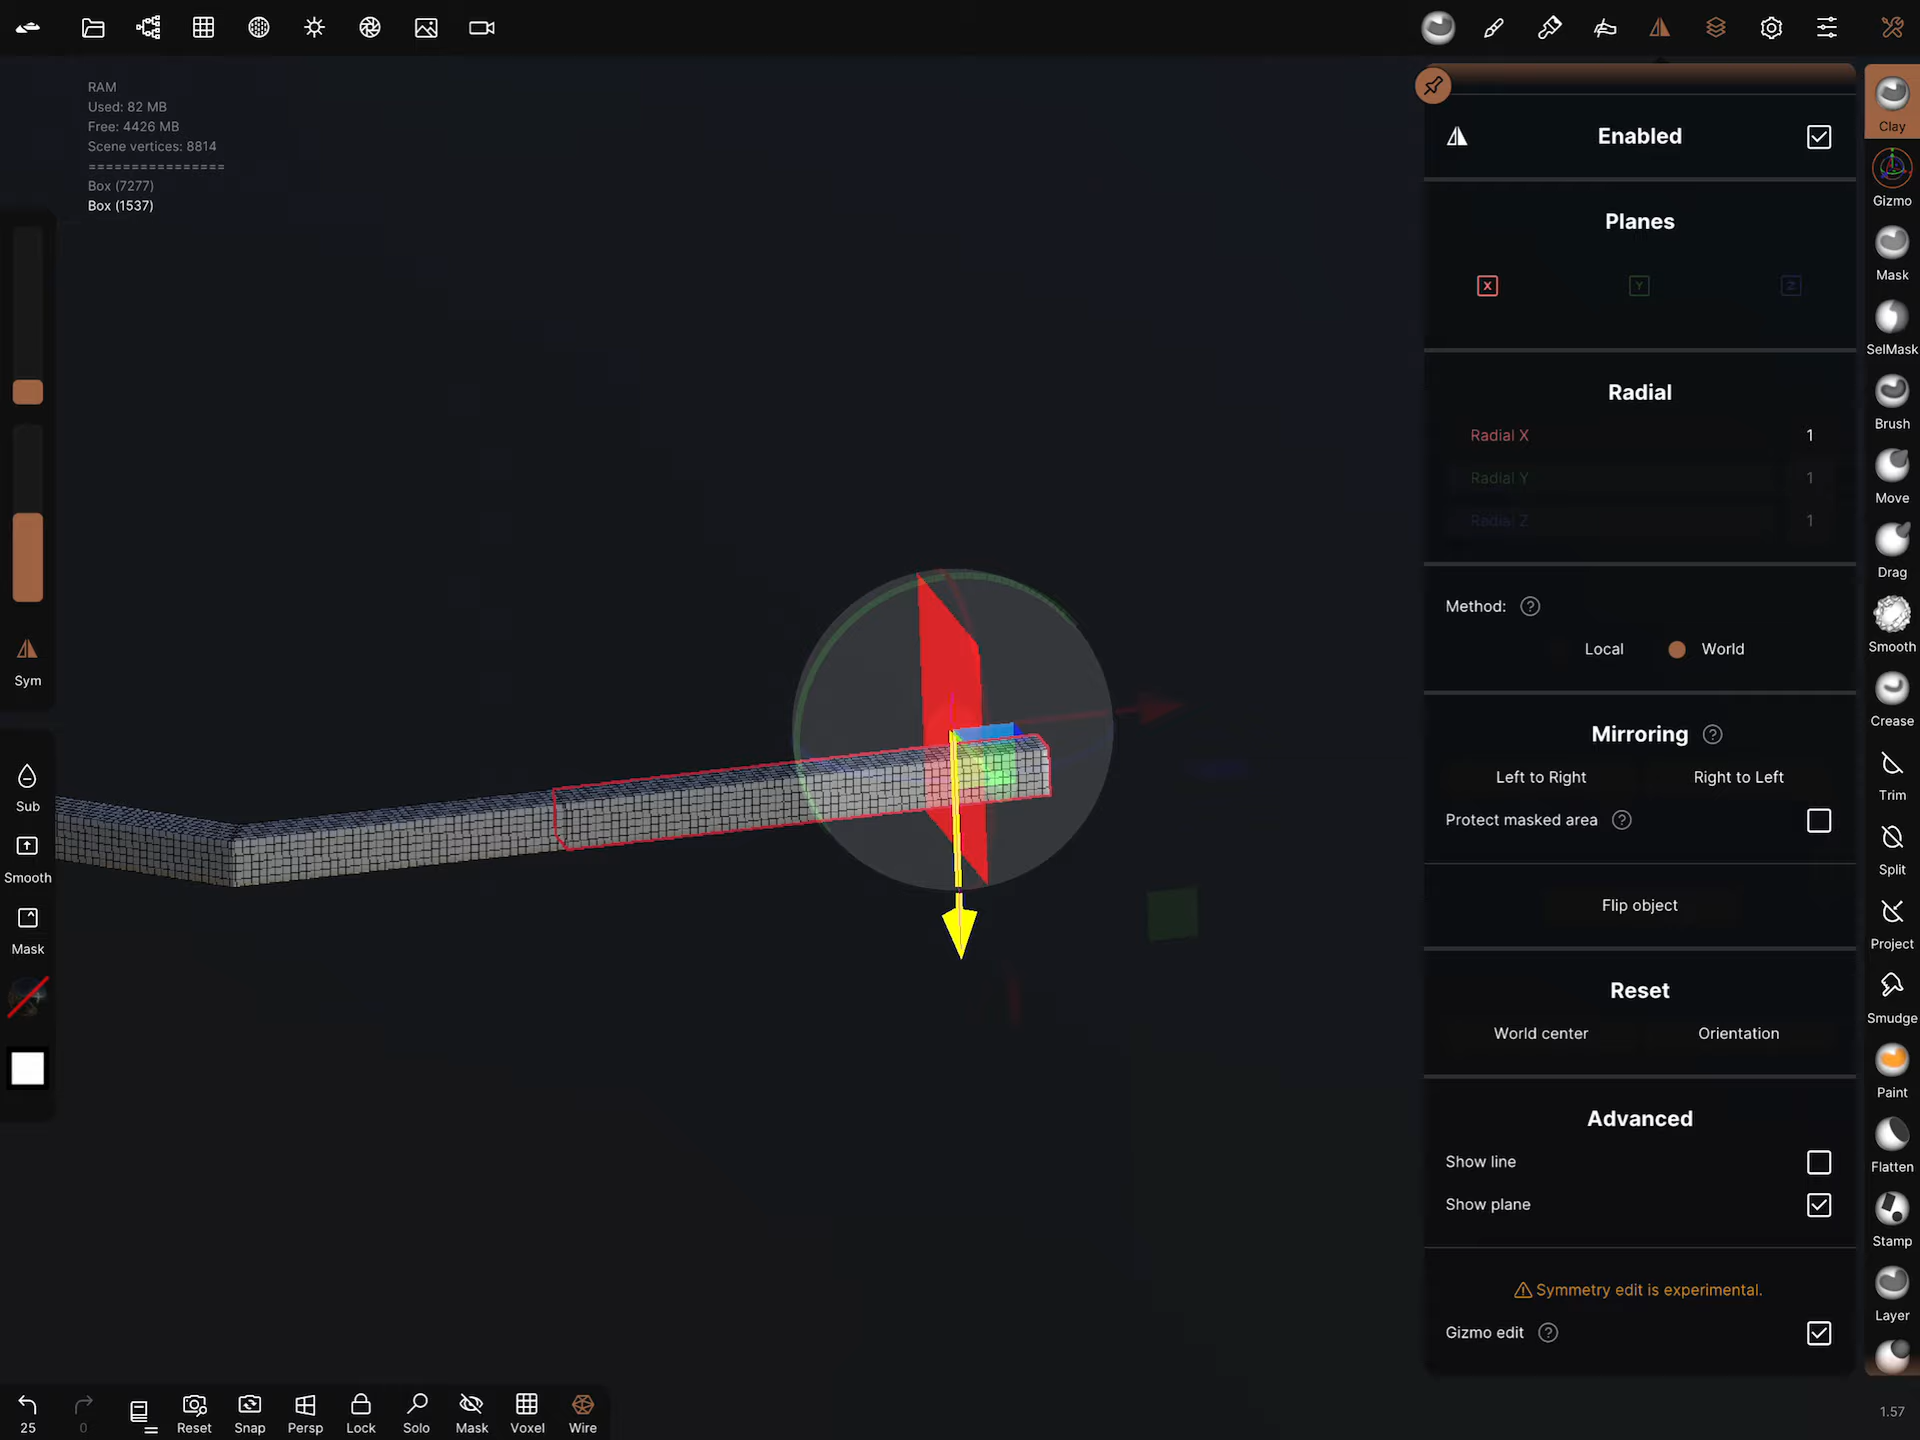 RAM
Used: 82 MB
Free: 4426 MB
Scene vertices: 8814
================
Box (7277)
Box (1537)
Sym
Sub
Smooth
Mask
Enabled
Planes
X
Y
Z
Radial
Radial X 1
Radial Y 1
Radial Z 1
Method: ?
Local World
Mirroring ?
Left to Right Right to Left
Protect masked area ?
Flip object
Reset
World center Orientation
Advanced
Show line
Show plane
Symmetry edit is experimental.
Gizmo edit ?
Clay
Gizmo
Mask
SelMask
Brush
Move
Drag
Smooth
Crease
Trim
Split
Project
Smudge
Paint
Flatten
Stamp
Layer
25
0
Reset
Snap
Persp
Lock
Solo
Mask
Voxel
Wire
1.57